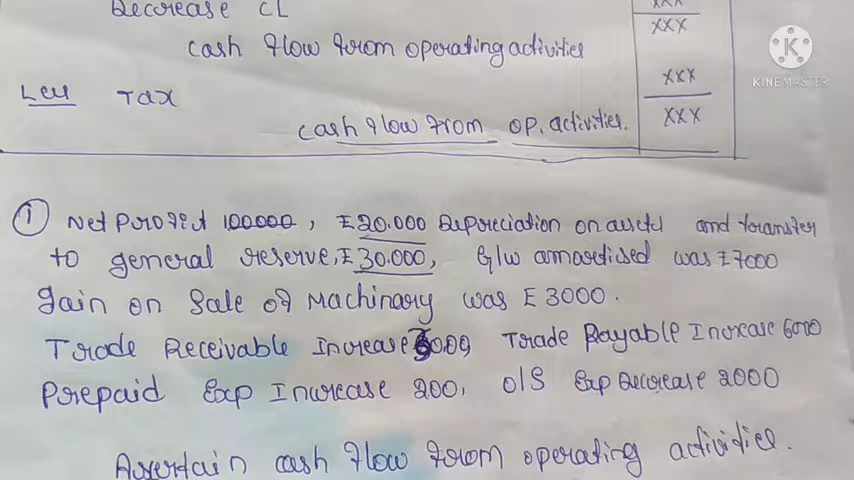 Decrease CL
XXX
XXX
cash flow from operating activities
XXX
Less Tax
XXX
cash flow from op. activities.
K
KINEMASTER
① Net Profit 100000, ₹20.000 Depreciation on assets and transfer
to general reserve, ₹30.000, G/w amortised was ₹7000
gain on Sale of Machinary was ₹3000.
Trade Receivable Increase Trade Payable Increase 6000
Prepaid Exp Increase 200, O/S Exp Decrease 2000
Ascertain cash flow from operating activities.